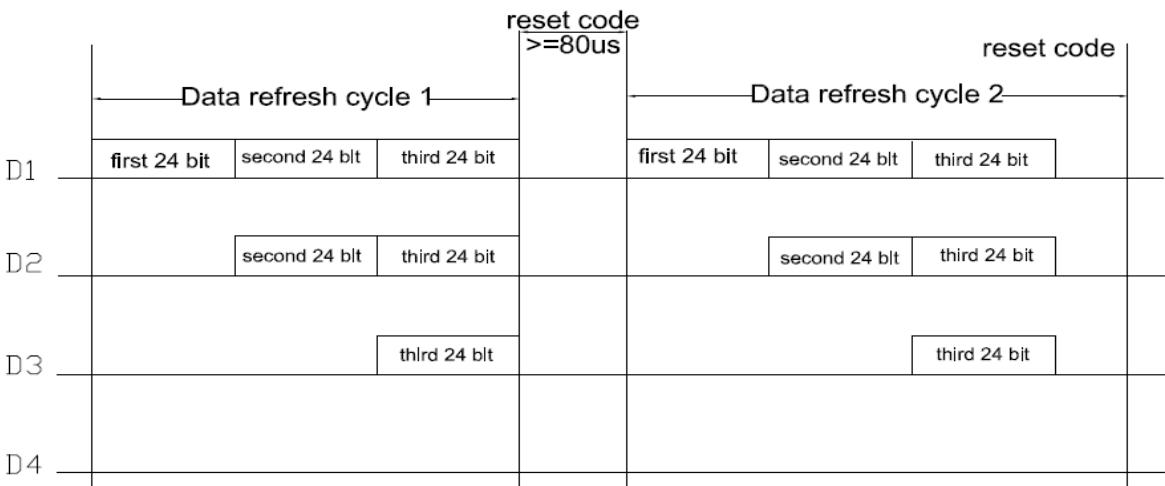 reset code
>=80us
reset code
Data refresh cycle 1
Data refresh cycle 2
D1
first 24 bit
second 24 blt
third 24 bit
first 24 bit
second 24 blt
third 24 bit
D2
second 24 blt
third 24 bit
second 24 blt
third 24 bit
D3
thlrd 24 blt
third 24 bit
D4